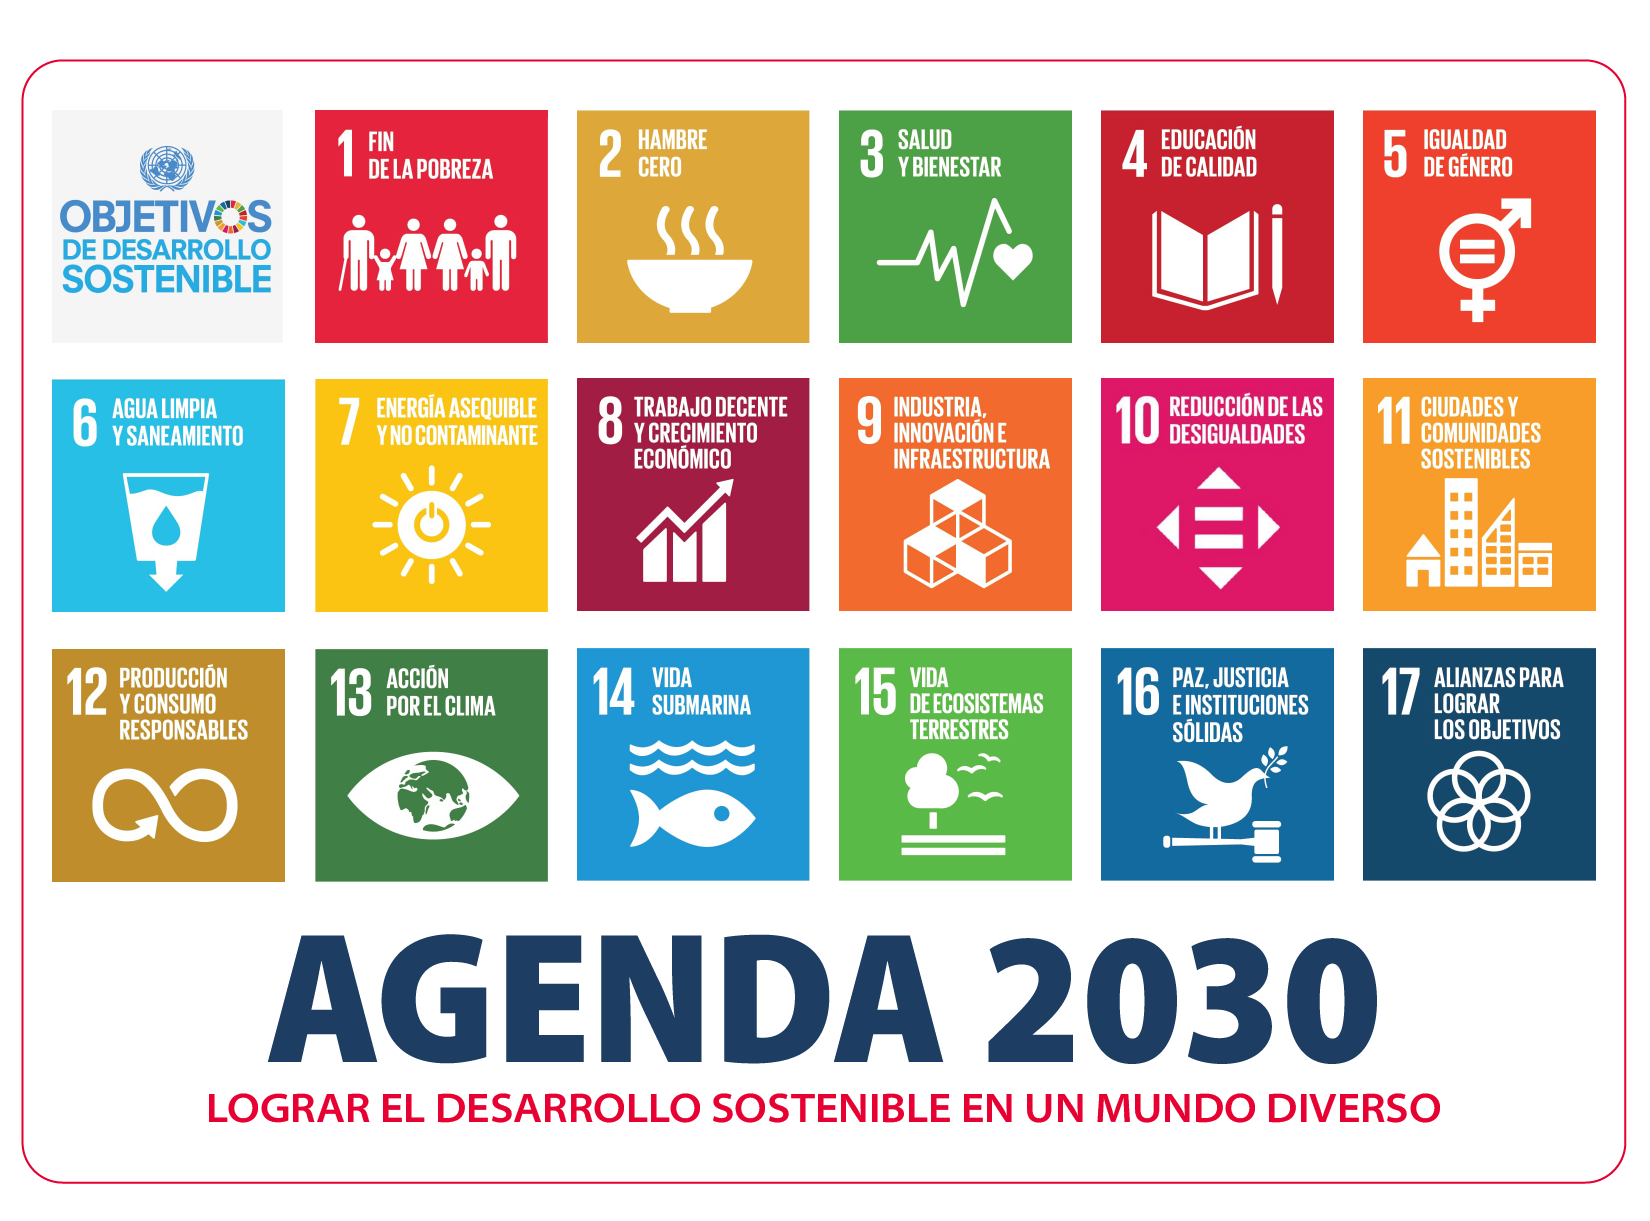 OBJETIVOS
DE DESARROLLO
SOSTENIBLE
1 FIN
DE LA POBREZA
2 HAMBRE
CERO
3 SALUD
Y BIENESTAR
4 EDUCACIÓN
DE CALIDAD
5 IGUALDAD
DE GÉNERO
6 AGUA LIMPIA
Y SANEAMIENTO
7 ENERGÍA ASEQUIBLE
Y NO CONTAMINANTE
8 TRABAJO DECENTE
Y CRECIMIENTO
ECONÓMICO
9 INDUSTRIA,
INNOVACIÓN E
INFRAESTRUCTURA
10 REDUCCIÓN DE LAS
DESIGUALDADES
11 CIUDADES Y
COMUNIDADES
SOSTENIBLES
12 PRODUCCIÓN
Y CONSUMO
RESPONSABLES
13 ACCIÓN
POR EL CLIMA
14 VIDA
SUBMARINA
15 VIDA
DE ECOSISTEMAS
TERRESTRES
16 PAZ, JUSTICIA
E INSTITUCIONES
SÓLIDAS
17 ALIANZAS PARA
LOGRAR
LOS OBJETIVOS
AGENDA 2030
LOGRAR EL DESARROLLO SOSTENIBLE EN UN MUNDO DIVERSO